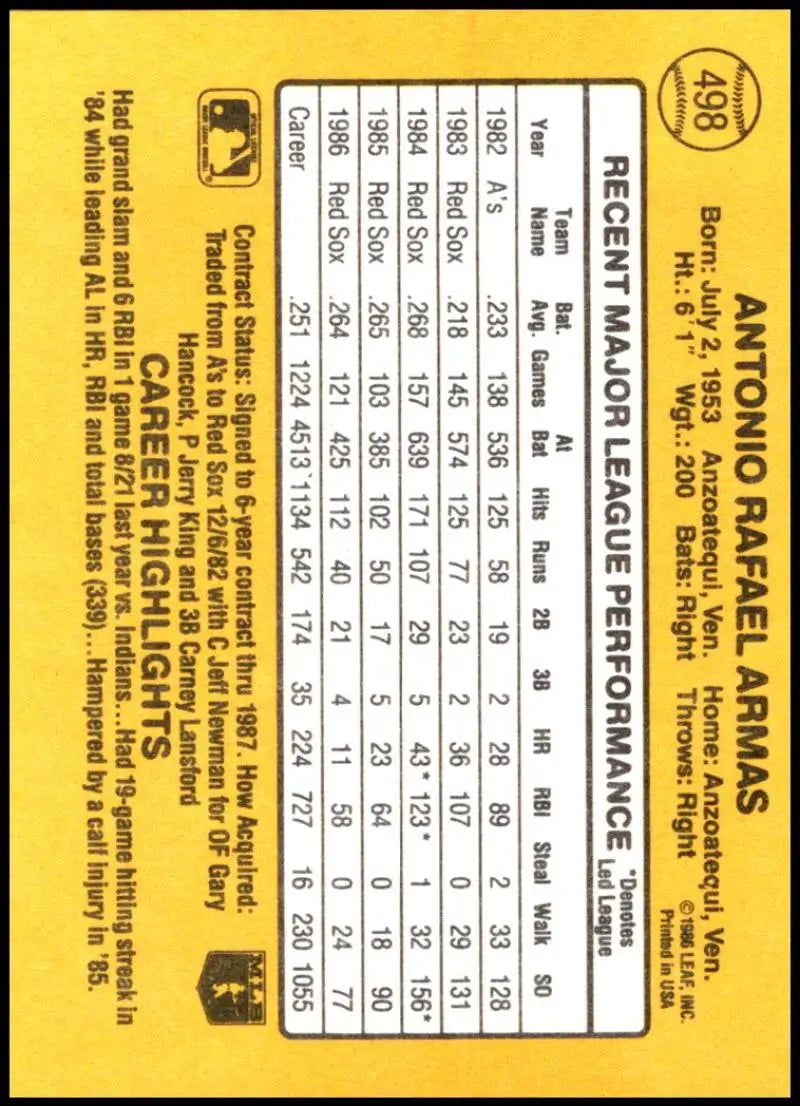 498
ANTONIO RAFAEL ARMAS
Born: July 2, 1953 Anzoatequi, Ven. Home: Anzoatequi, Ven.
Ht.: 6'1" Wgt.: 200 Bats: Right Throws: Right
© 1986 LEAF, INC.
Printed in USA
RECENT MAJOR LEAGUE PERFORMANCE *Denotes
Led League
Team Bat. At
Year Name Avg. Games Bat Hits Runs 2B 3B HR RBI Steal Walk SO
1982 A's .233 138 536 125 58 19 2 28 89 2 33 128
1983 Red Sox .218 145 574 125 77 23 2 36 107 0 29 131
1984 Red Sox .268 157 639 171 107 29 5 43* 123* 1 32 156*
1985 Red Sox .265 103 385 102 50 17 5 23 64 0 18 90
1986 Red Sox .264 121 425 112 40 21 4 11 58 0 24 77
Career .251 1224 4513 1134 542 174 35 224 727 16 230 1055
Contract Status: Signed to 6-year contract thru 1987. How Acquired:
Traded from A's to Red Sox 12/6/82 with C Jeff Newman for OF Gary
Hancock, P Jerry King and 3B Carney Lansford
MLB
CAREER HIGHLIGHTS
Had grand slam and 6 RBI in 1 game 8/21 last year vs. Indians...Had 19-game hitting streak in
'84 while leading AL in HR, RBI and total bases (339)...Hampered by a calf injury in '85.